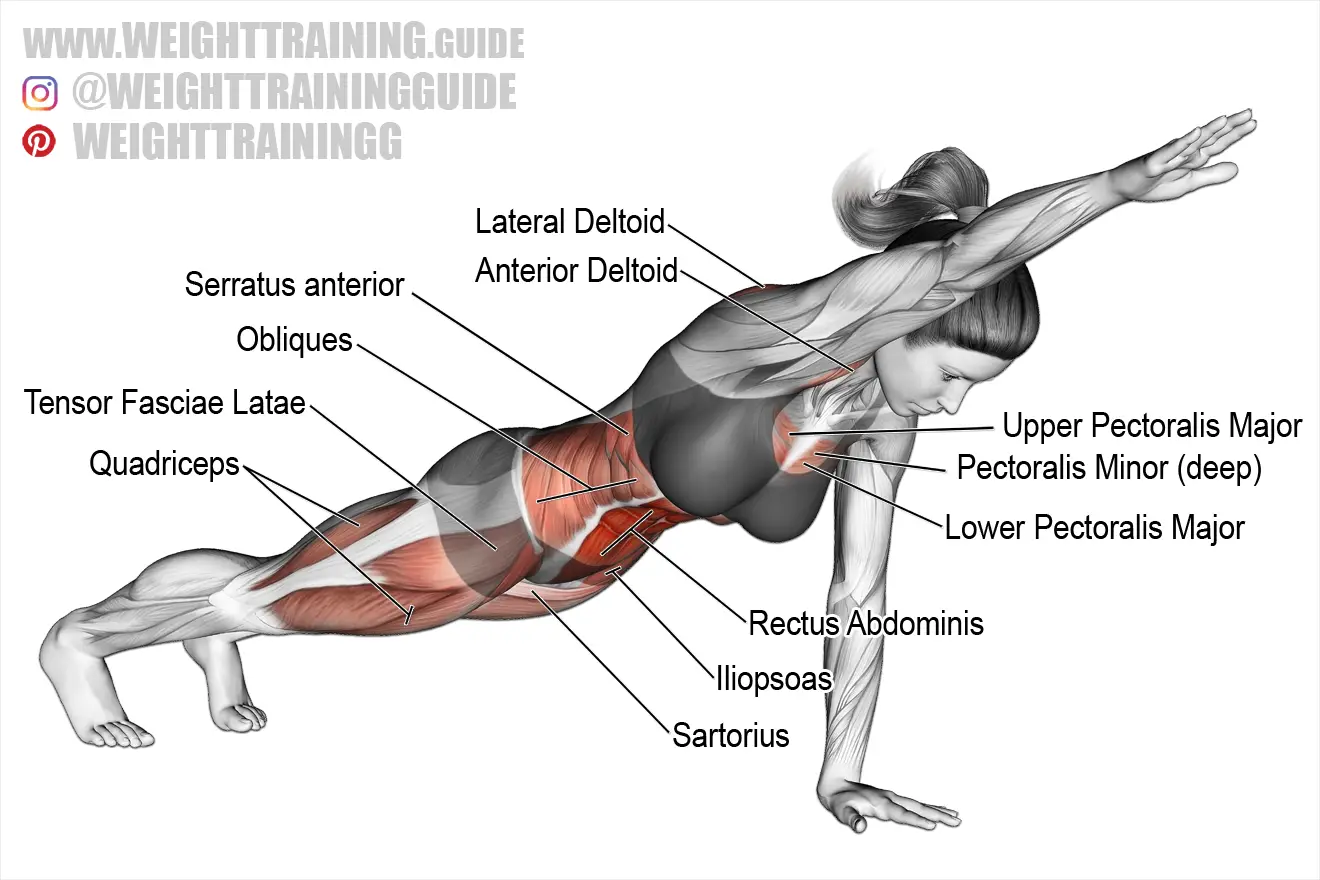 WWW.WEIGHTTRAINING.GUIDE
@WEIGHTTRAININGGUIDE
WEIGHTTRAININGG
Lateral Deltoid
Anterior Deltoid
Serratus anterior
Obliques
Tensor Fasciae Latae
Quadriceps
Upper Pectoralis Major
Pectoralis Minor (deep)
Lower Pectoralis Major
Rectus Abdominis
Iliopsoas
Sartorius